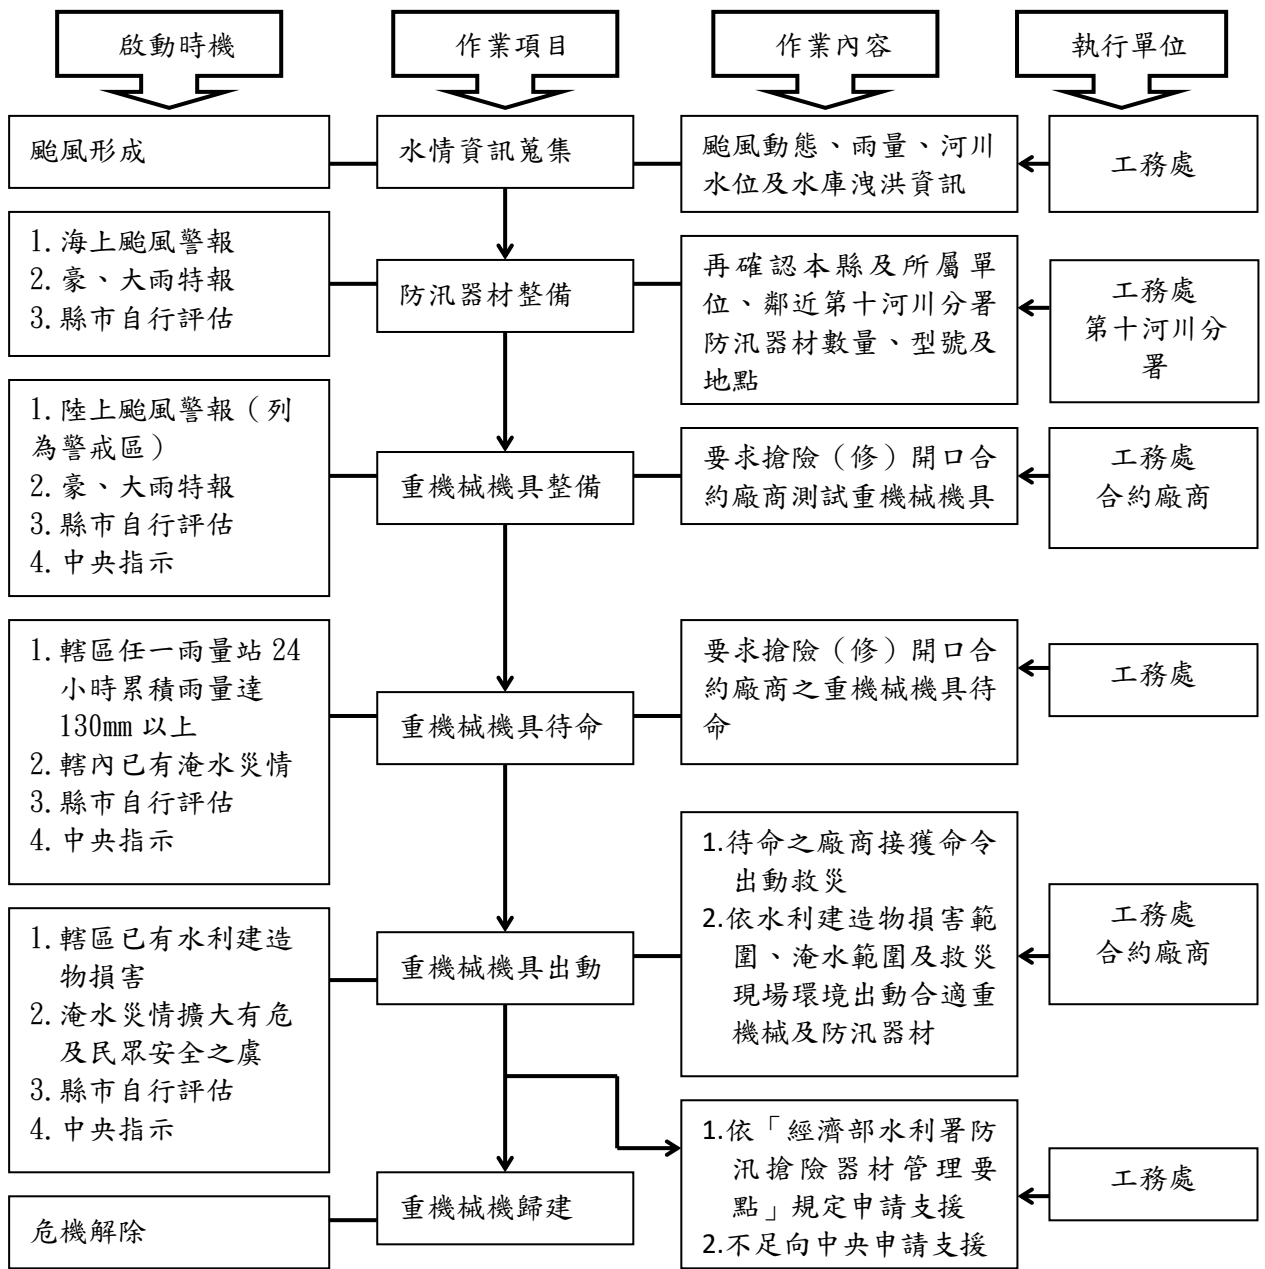 啟動時機
作業項目
作業內容
執行單位
颱風形成
水情資訊蒐集
颱風動態、雨量、河川
水位及水庫洩洪資訊
工務處
1. 海上颱風警報
2. 豪、大雨特報
3. 縣市自行評估
防汛器材整備
再確認本縣及所屬單
位、鄰近第十河川分署
防汛器材數量、型號及
地點
工務處
第十河川分
署
1. 陸上颱風警報（列
為警戒區）
2. 豪、大雨特報
3. 縣市自行評估
4. 中央指示
重機械機具整備
要求搶險（修）開口合
約廠商測試重機械機具
工務處
合約廠商
1. 轄區任一雨量站 24
小時累積雨量達
130mm 以上
2. 轄內已有淹水災情
3. 縣市自行評估
4. 中央指示
重機械機具待命
要求搶險（修）開口合
約廠商之重機械機具待
命
工務處
1. 轄區已有水利建造
物損害
2. 淹水災情擴大有危
及民眾安全之虞
3. 縣市自行評估
4. 中央指示
重機械機具出動
1.待命之廠商接獲命令
出動救災
2.依水利建造物損害範
圍、淹水範圍及救災
現場環境出動合適重
機械及防汛器材
工務處
合約廠商
危機解除
重機械機歸建
1.依「經濟部水利署防
汛搶險器材管理要
點」規定申請支援
2.不足向中央申請支援
工務處